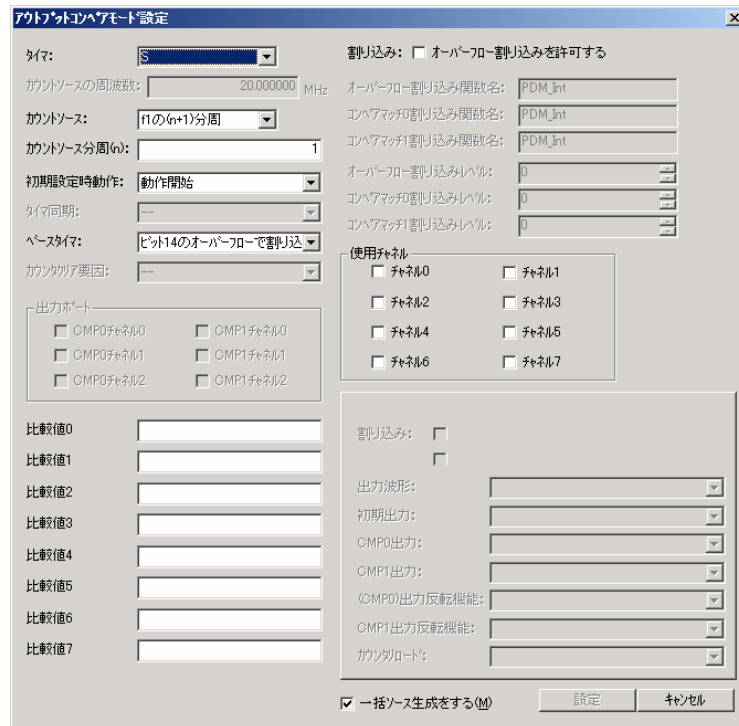 アウトプットコンペアモード設定
タイマ: S
カウントソースの周波数: 20.000000 MHz
カウントソース: f1の(n+1)分周
カウントソース分周(n): 1
初期設定時動作: 動作開始
タイマ同期: --
ベースタイマ: ビット14のオーバーフローで割り込
カウンタクリア要因: --
出力ポート
CMP0チャネル0 CMP1チャネル0
CMP0チャネル1 CMP1チャネル1
CMP0チャネル2 CMP1チャネル2
比較値0
比較値1
比較値2
比較値3
比較値4
比較値5
比較値6
比較値7
割り込み: オーバーフロー割り込みを許可する
オーバーフロー割り込み関数名: PDM_Int
コンペアマッチ0割り込み関数名: PDM_Int
コンペアマッチ1割り込み関数名: PDM_Int
オーバーフロー割り込みレベル: 0
コンペアマッチ0割り込みレベル: 0
コンペアマッチ1割り込みレベル: 0
使用チャネル
チャネル0 チャネル1
チャネル2 チャネル3
チャネル4 チャネル5
チャネル6 チャネル7
割り込み:
出力波形:
初期出力:
CMP0出力:
CMP1出力:
(CMP0)出力反転機能:
CMP1出力反転機能:
カウンタリロード:
一括ソース生成をする(M) 設定 キャンセル